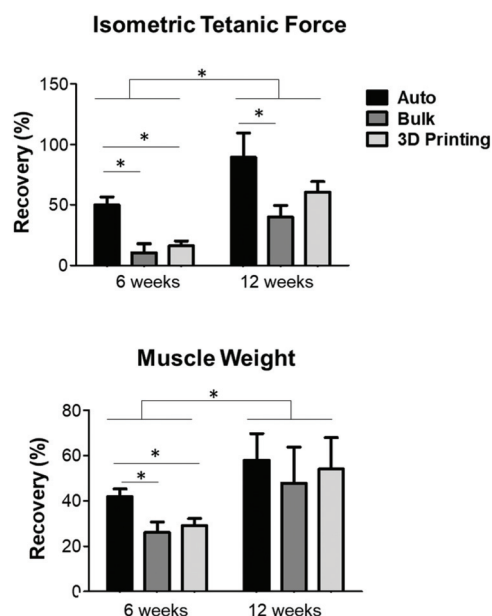 Isometric Tetanic Force
Recovery (%)
150
100
50
0
*
*
*
*
6 weeks
12 weeks
Auto
Bulk
3D Printing
Muscle Weight
Recovery (%)
80
60
40
20
0
*
*
*
6 weeks
12 weeks